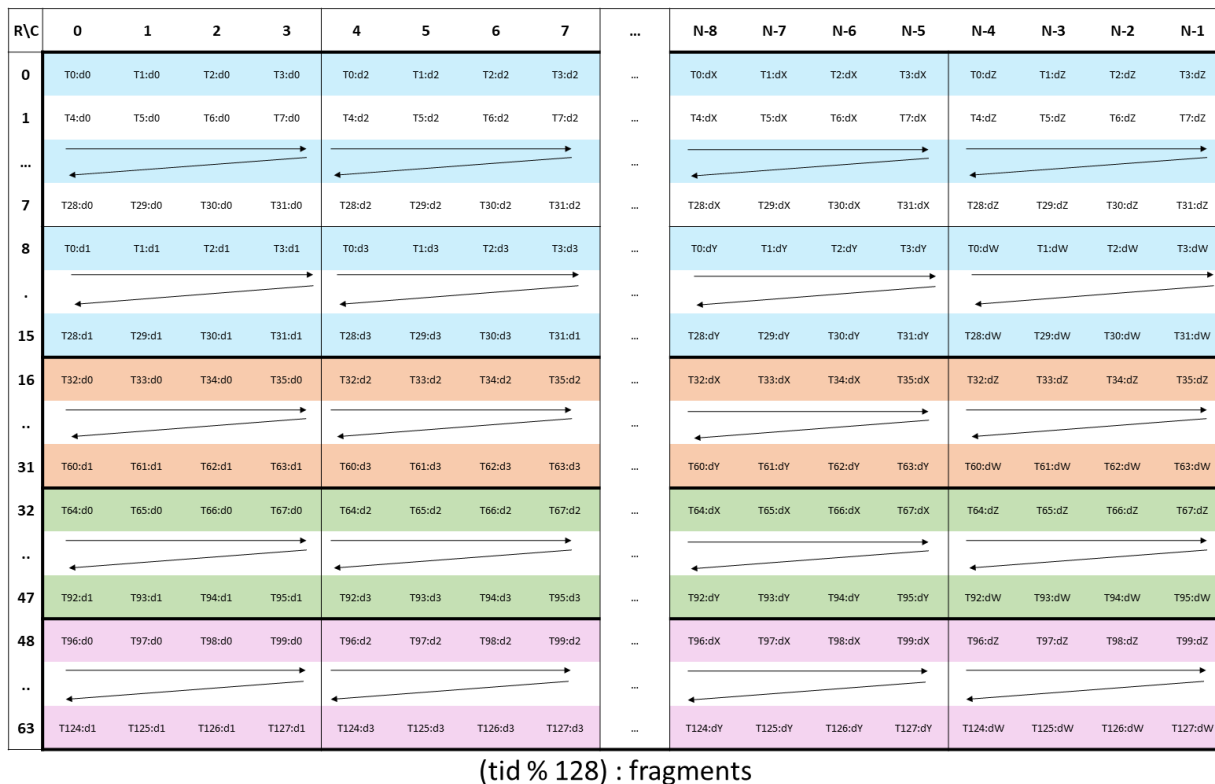 R\C 0 1 2 3 4 5 6 7 ... N-8 N-7 N-6 N-5 N-4 N-3 N-2 N-1
0 T0:d0 T1:d0 T2:d0 T3:d0 T0:d2 T1:d2 T2:d2 T3:d2 ... T0:dX T1:dX T2:dX T3:dX T0:dZ T1:dZ T2:dZ T3:dZ
1 T4:d0 T5:d0 T6:d0 T7:d0 T4:d2 T5:d2 T6:d2 T7:d2 ... T4:dX T5:dX T6:dX T7:dX T4:dZ T5:dZ T6:dZ T7:dZ
... ...
7 T28:d0 T29:d0 T30:d0 T31:d0 T28:d2 T29:d2 T30:d2 T31:d2 ... T28:dX T29:dX T30:dX T31:dX T28:dZ T29:dZ T30:dZ T31:dZ
8 T0:d1 T1:d1 T2:d1 T3:d1 T0:d3 T1:d3 T2:d3 T3:d3 ... T0:dY T1:dY T2:dY T3:dY T0:dW T1:dW T2:dW T3:dW
. ...
15 T28:d1 T29:d1 T30:d1 T31:d1 T28:d3 T29:d3 T30:d3 T31:d1 ... T28:dY T29:dY T30:dY T31:dY T28:dW T29:dW T30:dW T31:dW
16 T32:d0 T33:d0 T34:d0 T35:d0 T32:d2 T33:d2 T34:d2 T35:d2 ... T32:dX T33:dX T34:dX T35:dX T32:dZ T33:dZ T34:dZ T35:dZ
.. ...
31 T60:d1 T61:d1 T62:d1 T63:d1 T60:d3 T61:d3 T62:d3 T63:d3 ... T60:dY T61:dY T62:dY T63:dY T60:dW T61:dW T62:dW T63:dW
32 T64:d0 T65:d0 T66:d0 T67:d0 T64:d2 T65:d2 T66:d2 T67:d2 ... T64:dX T65:dX T66:dX T67:dX T64:dZ T65:dZ T66:dZ T67:dZ
.. ...
47 T92:d1 T93:d1 T94:d1 T95:d1 T92:d3 T93:d3 T94:d3 T95:d3 ... T92:dY T93:dY T94:dY T95:dY T92:dW T93:dW T94:dW T95:dW
48 T96:d0 T97:d0 T98:d0 T99:d0 T96:d2 T97:d2 T98:d2 T99:d2 ... T96:dX T97:dX T98:dX T99:dX T96:dZ T97:dZ T98:dZ T99:dZ
.. ...
63 T124:d1 T125:d1 T126:d1 T127:d1 T124:d3 T125:d3 T126:d3 T127:d3 ... T124:dY T125:dY T126:dY T127:dY T124:dW T125:dW T126:dW T127:dW
(tid % 128) : fragments